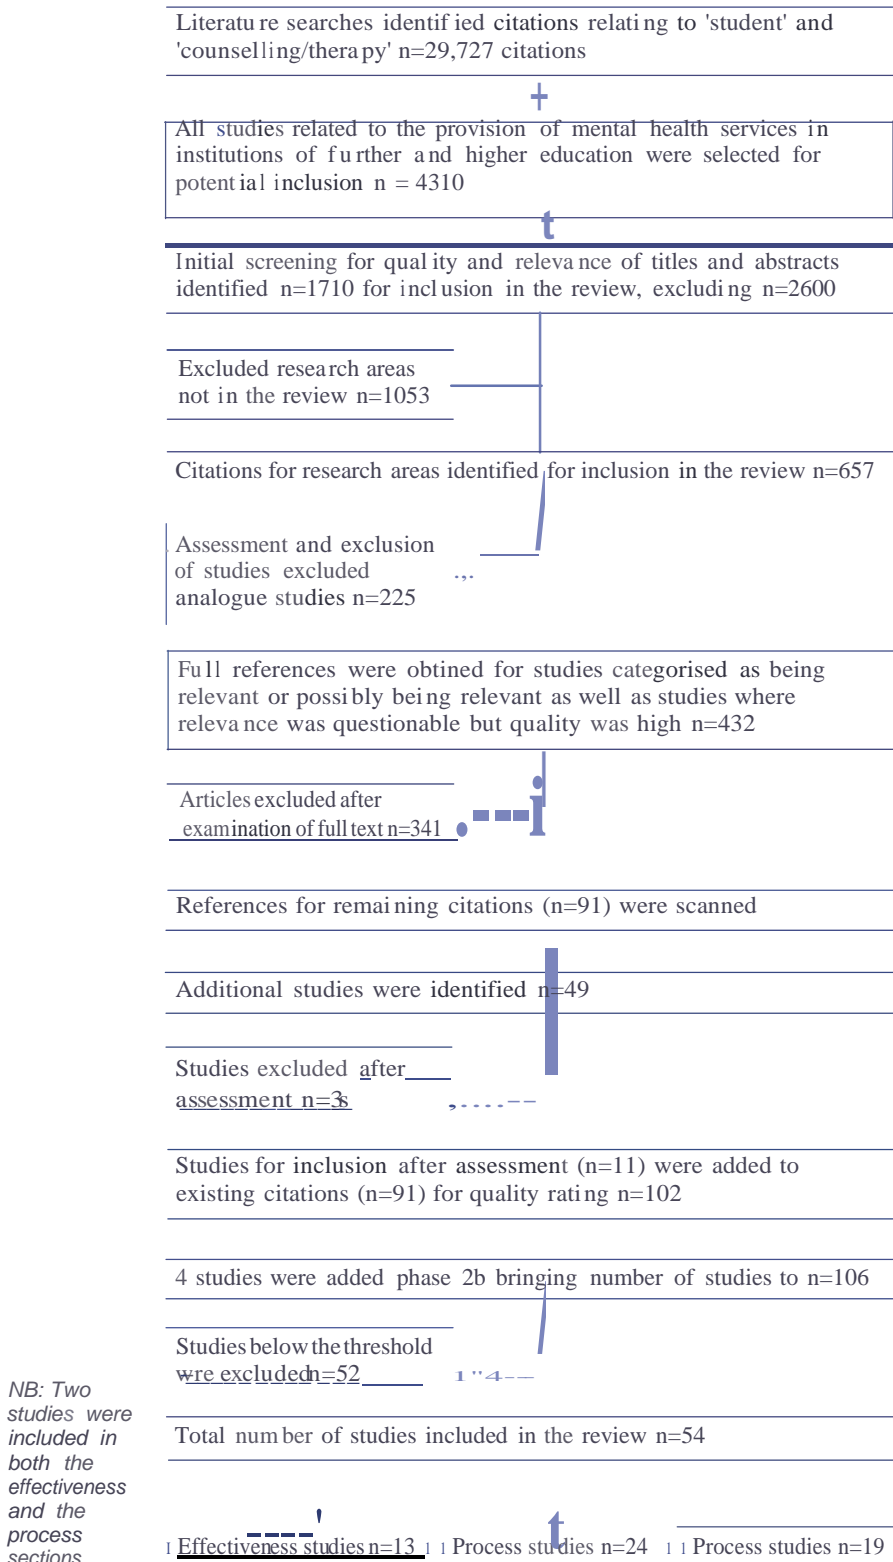 Literature searches identified citations relating to 'student' and
'counselling/therapy' n=29,727 citations
All studies related to the provision of mental health services in
institutions of further and higher education were selected for
potential inclusion n = 4310
Initial screening for quality and relevance of titles and abstracts
identified n=1710 for inclusion in the review, excluding n=2600
Excluded research areas
not in the review n=1053
Citations for research areas identified for inclusion in the review n=657
Assessment and exclusion
of studies excluded
analogue studies n=225
Full references were obtined for studies categorised as being
relevant or possibly being relevant as well as studies where
relevance was questionable but quality was high n=432
Articles excluded after
examination of full text n=341
References for remaining citations (n=91) were scanned
Additional studies were identified n=49
Studies excluded after
assessment
Studies for inclusion after assessment (n=11) were added to
existing citations (n=91) for quality rating n=102
4 studies were added phase 2b bringing number of studies to n=106
Studies below the threshold
wre excluded n=52
Total number of studies included in the review n=54
NB: Two
studies were
included in
both the
effectiveness
and the
process
sections
Effectiveness studies n=13
Process studies n=24
Process studies n=19